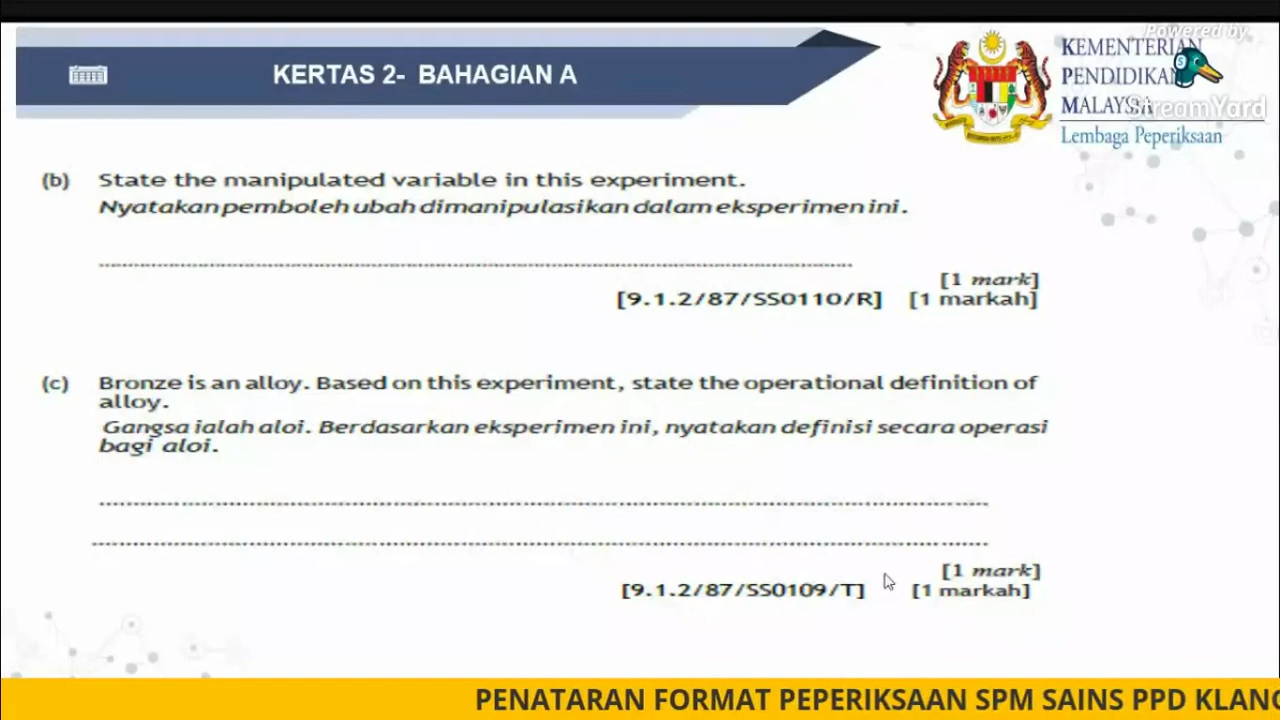 Powered by
StreamYard
KERTAS 2- BAHAGIAN A
KEMENTERIAN
PENDIDIKAN
MALAYSIA
Lembaga Peperiksaan
(b) State the manipulated variable in this experiment.
Nyatakan pemboleh ubah dimanipulasikan dalam eksperimen ini.
[1 mark]
[9.1.2/87/SS0110/R] [1 markah]
(c) Bronze is an alloy. Based on this experiment, state the operational definition of
alloy.
Gangsa ialah aloi. Berdasarkan eksperimen ini, nyatakan definisi secara operasi
bagi aloi.
[1 mark]
[9.1.2/87/SS0109/T] [1 markah]
PENATARAN FORMAT PEPERIKSAAN SPM SAINS PPD KLANG